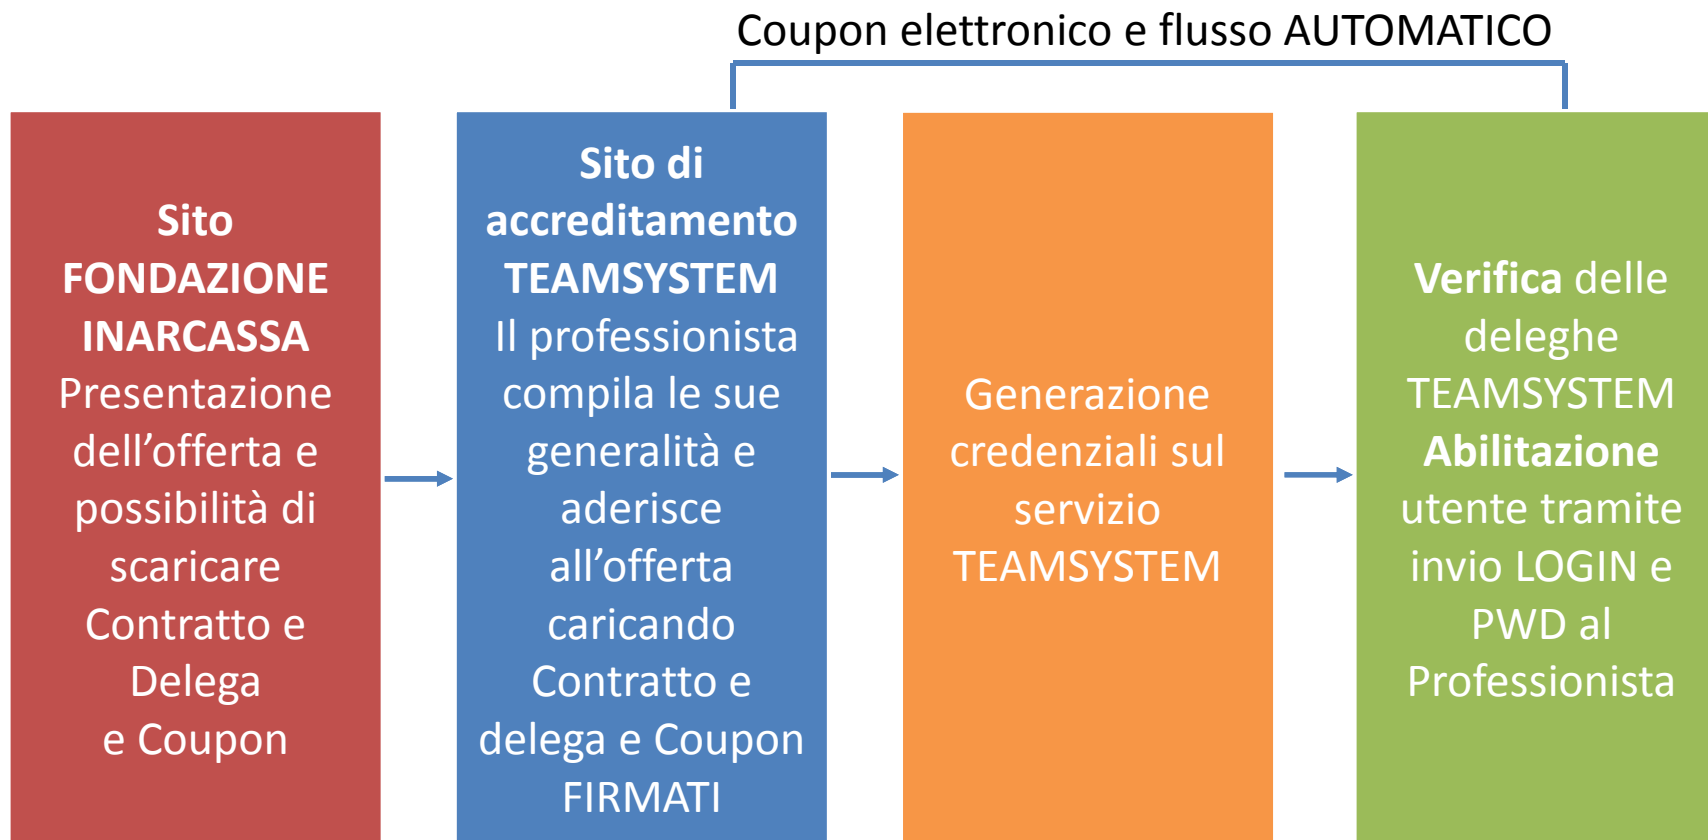 Coupon elettronico e flusso AUTOMATICO
Sito
FONDAZIONE
INARCASSA
Presentazione
dell’offerta e
possibilità di
scaricare
Contratto e
Delega
e Coupon
Sito di
accreditamento
TEAMSYSTEM
Il professionista
compila le sue
generalità e
aderisce
all’offerta
caricando
Contratto e
delega e Coupon
FIRMATI
Generazione
credenziali sul
servizio
TEAMSYSTEM
Verifica delle
deleghe
TEAMSYSTEM
Abilitazione
utente tramite
invio LOGIN e
PWD al
Professionista